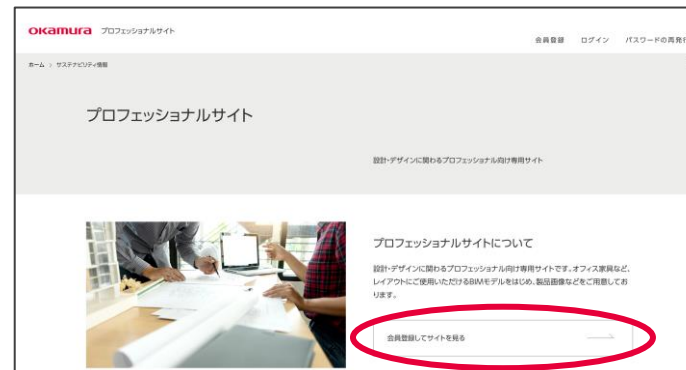 okamura プロフェッショナルサイト
会員登録 ログイン パスワードの再発行
ホーム > サステナビリティ情報
プロフェッショナルサイト
設計・デザインに関わるプロフェッショナル向け専用サイト
プロフェッショナルサイトについて
設計・デザインに関わるプロフェッショナル向け専用サイトです。オフィス家具など、
レイアウトにご使用いただけるBIMモデルをはじめ、製品画像などをご用意してお
ります。
会員登録してサイトを見る